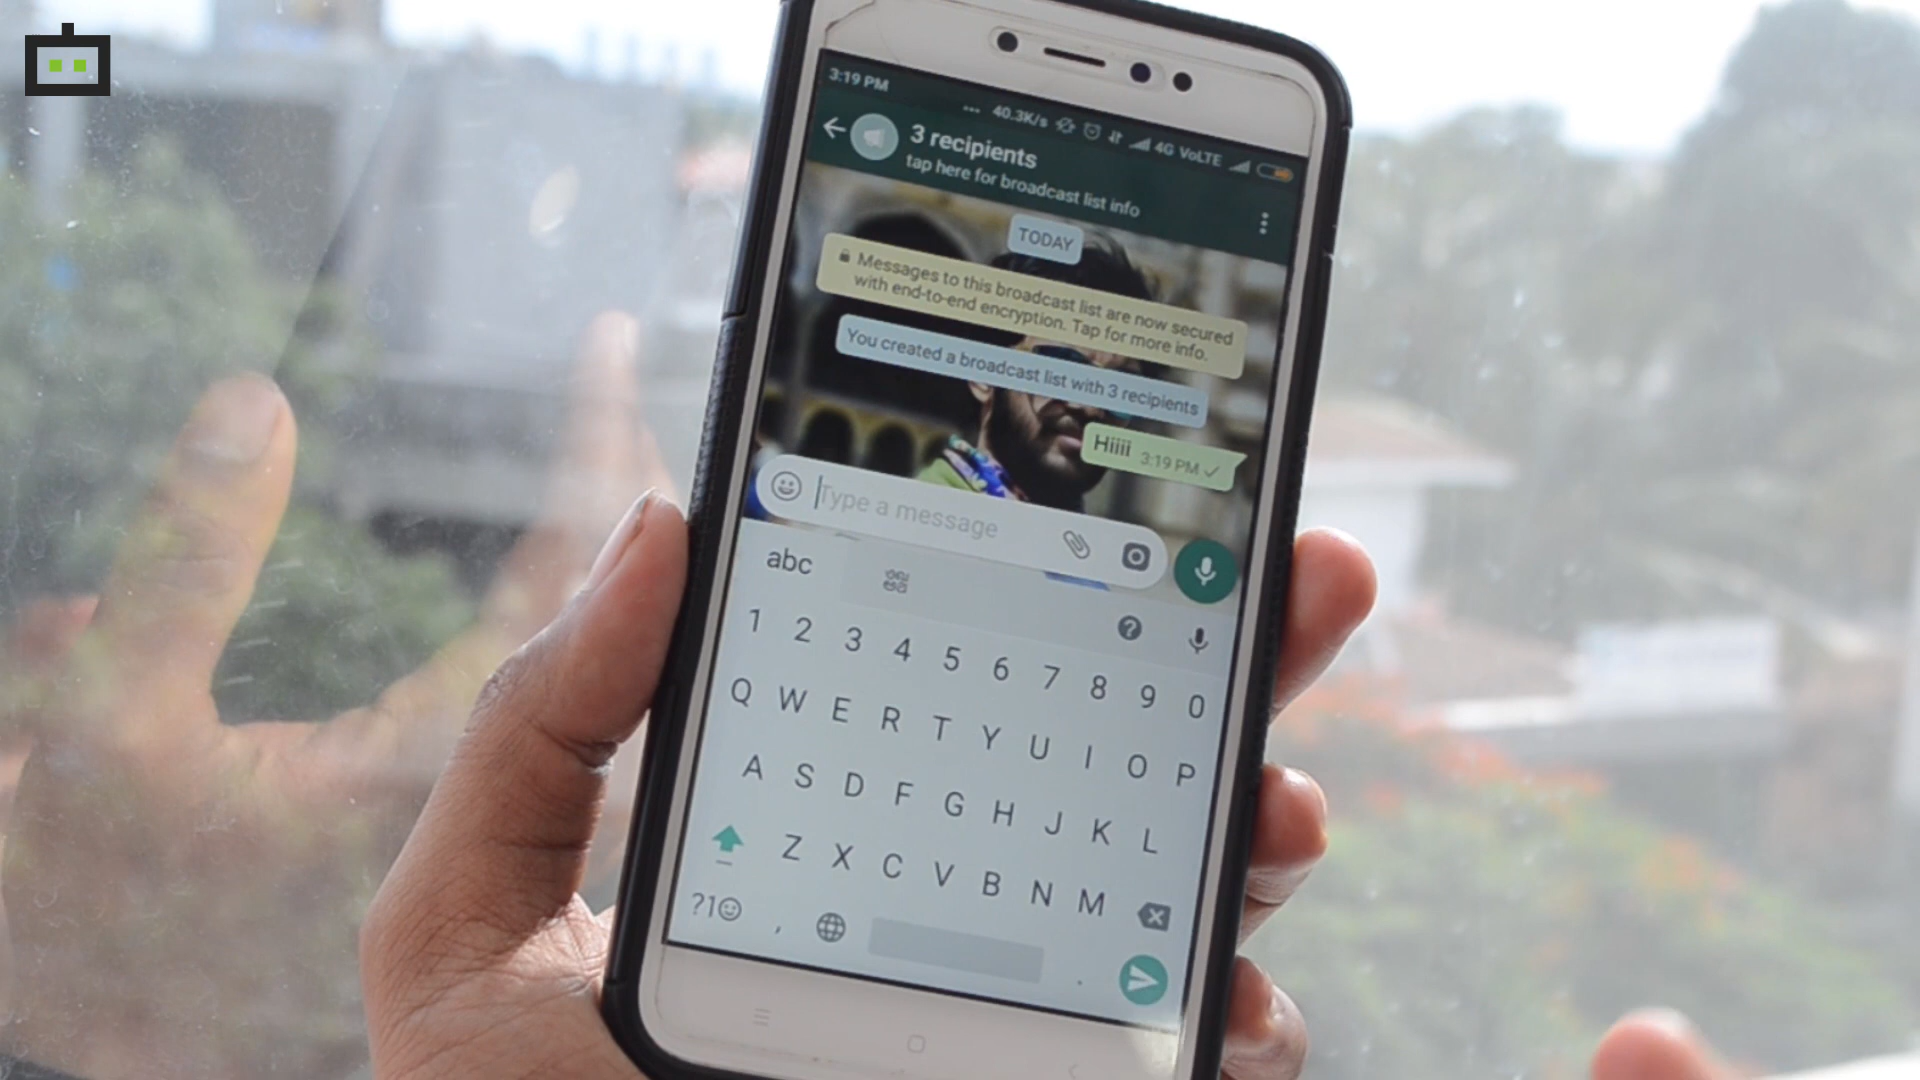 3:19 PM
... 40.3K/s 4G VoLTE
3 recipients
tap here for broadcast list info
TODAY
Messages to this broadcast list are now secured
with end-to-end encryption. Tap for more info.
You created a broadcast list with 3 recipients
Hiiii 3:19 PM
Type a message
abc
1 2 3 4 5 6 7 8 9 0
Q W E R T Y U I O P
A S D F G H J K L
Z X C V B N M
?1☺ , .